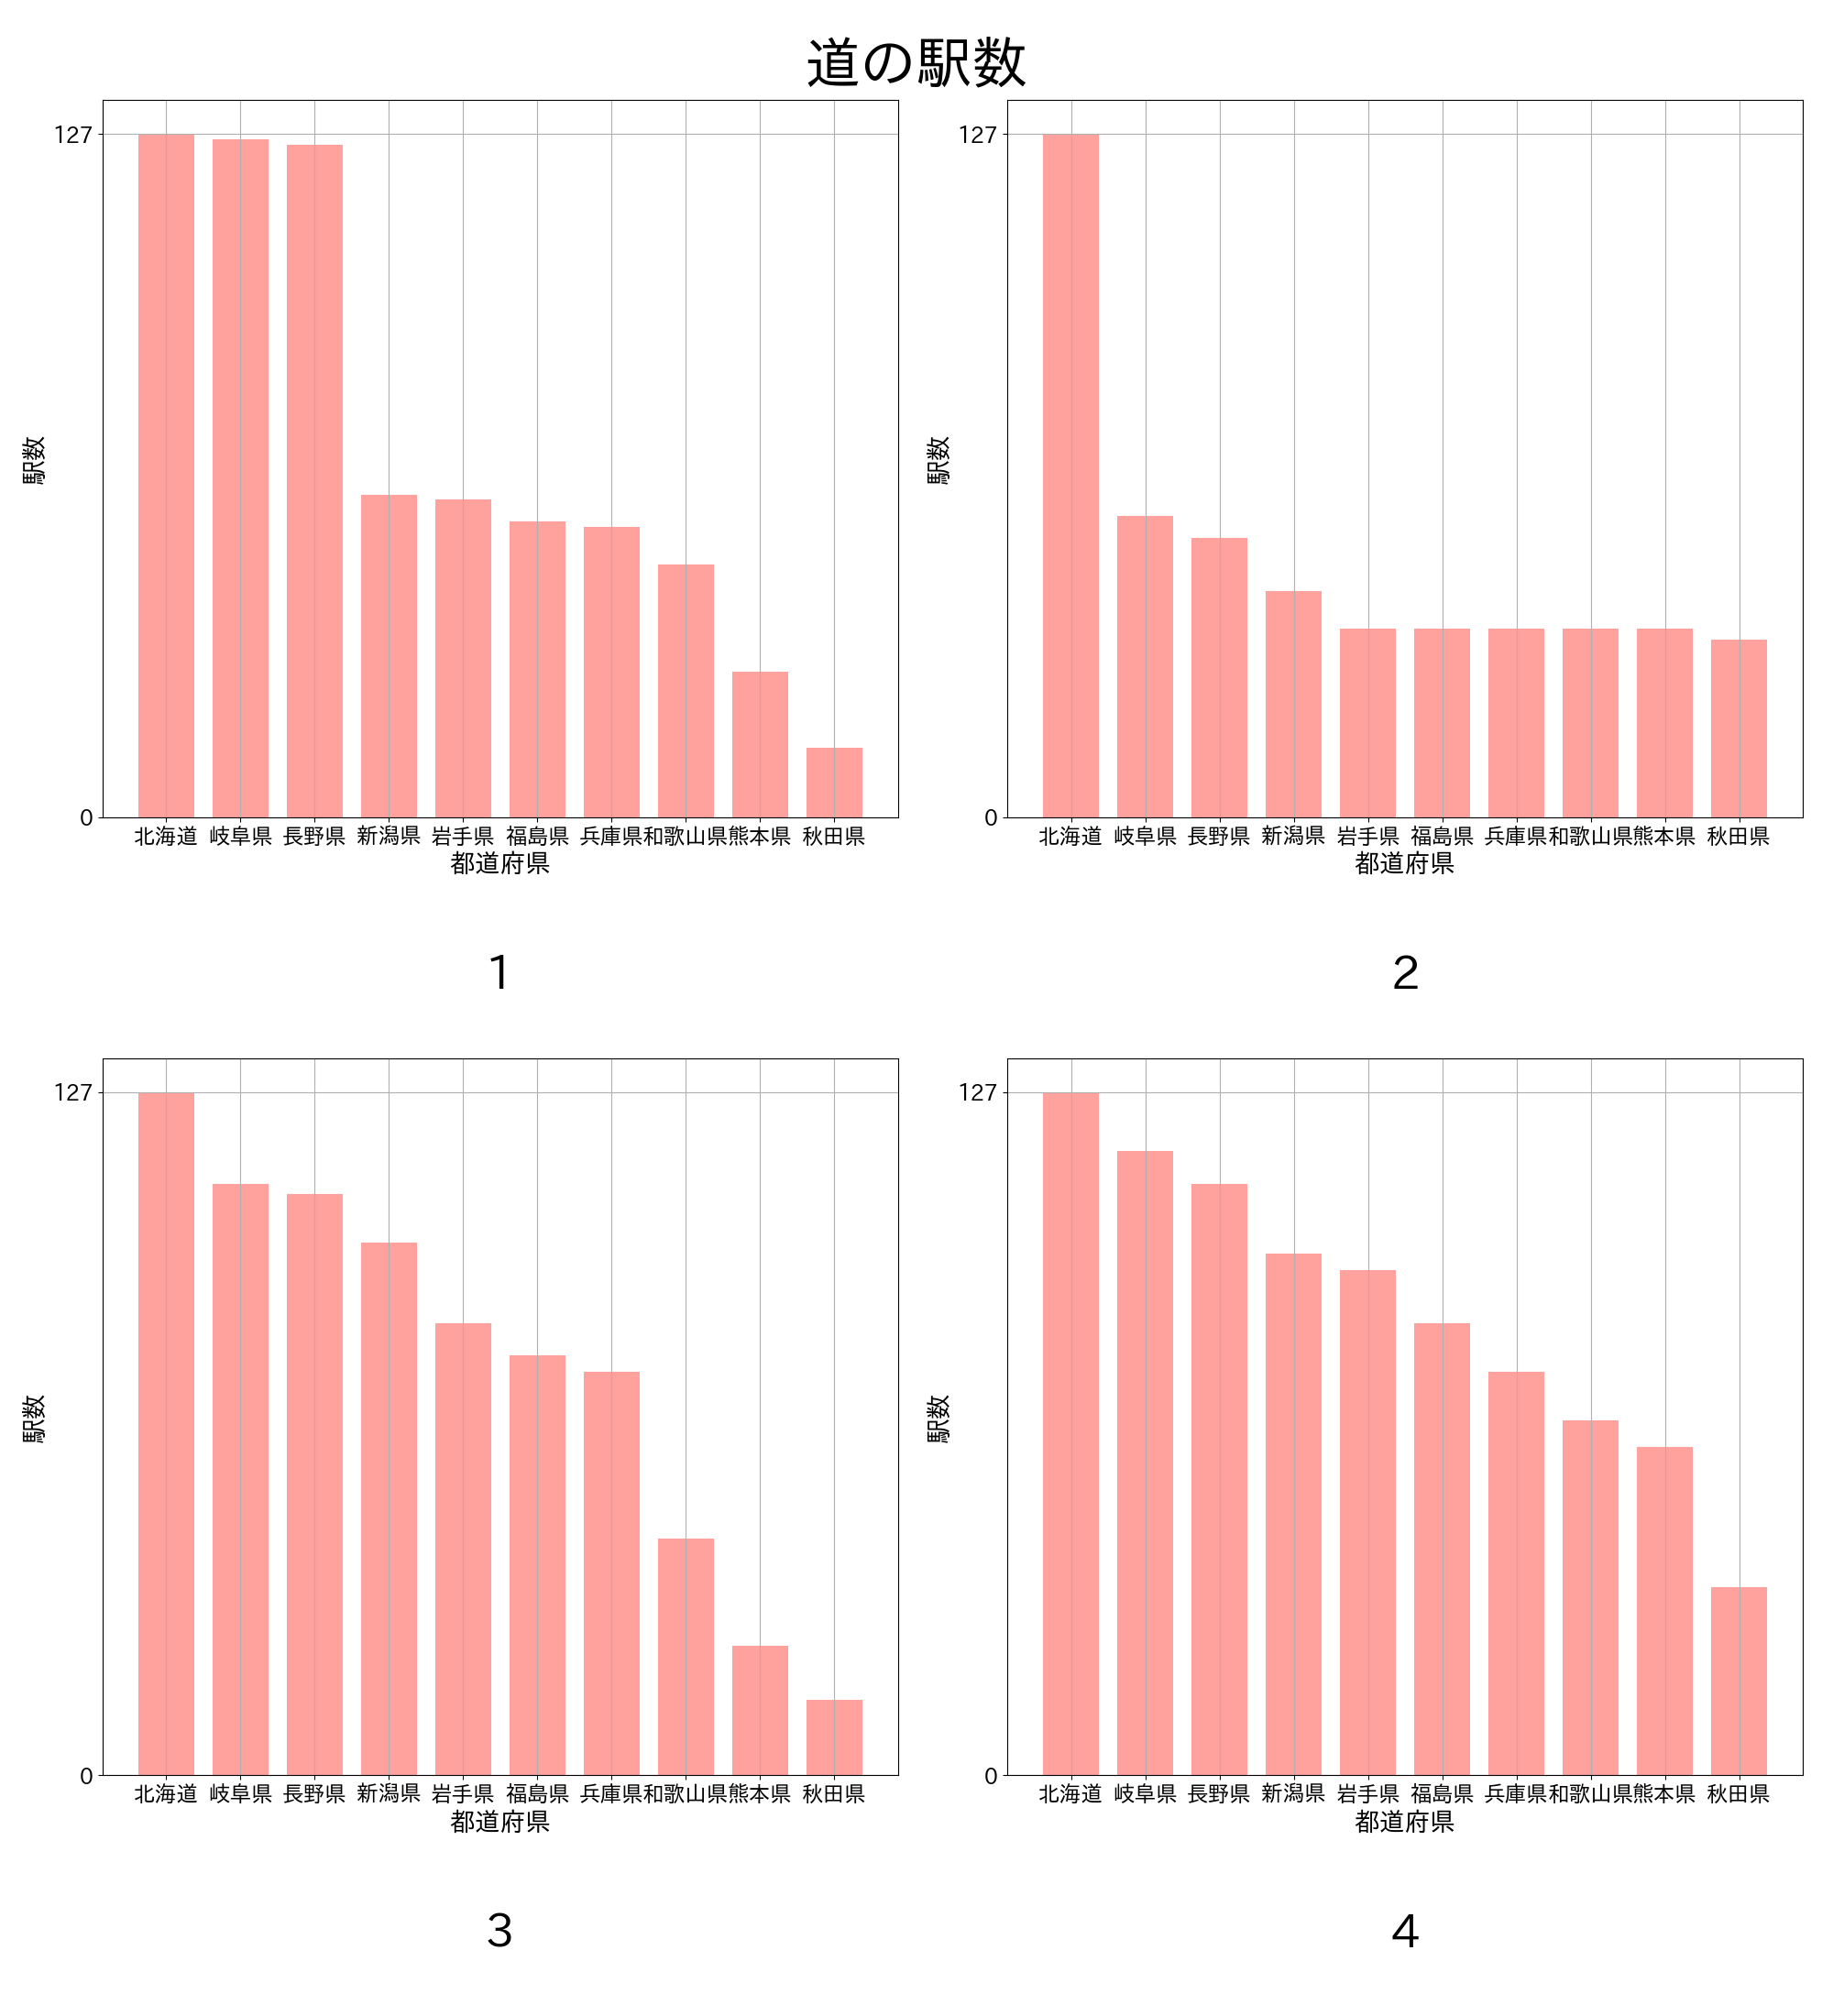 道の駅数
127
駅数
0
北海道 岐阜県 長野県 新潟県 岩手県 福島県 兵庫県 和歌山県 熊本県 秋田県
都道府県
1
127
駅数
0
北海道 岐阜県 長野県 新潟県 岩手県 福島県 兵庫県 和歌山県 熊本県 秋田県
都道府県
2
127
駅数
0
北海道 岐阜県 長野県 新潟県 岩手県 福島県 兵庫県 和歌山県 熊本県 秋田県
都道府県
3
127
駅数
0
北海道 岐阜県 長野県 新潟県 岩手県 福島県 兵庫県 和歌山県 熊本県 秋田県
都道府県
4